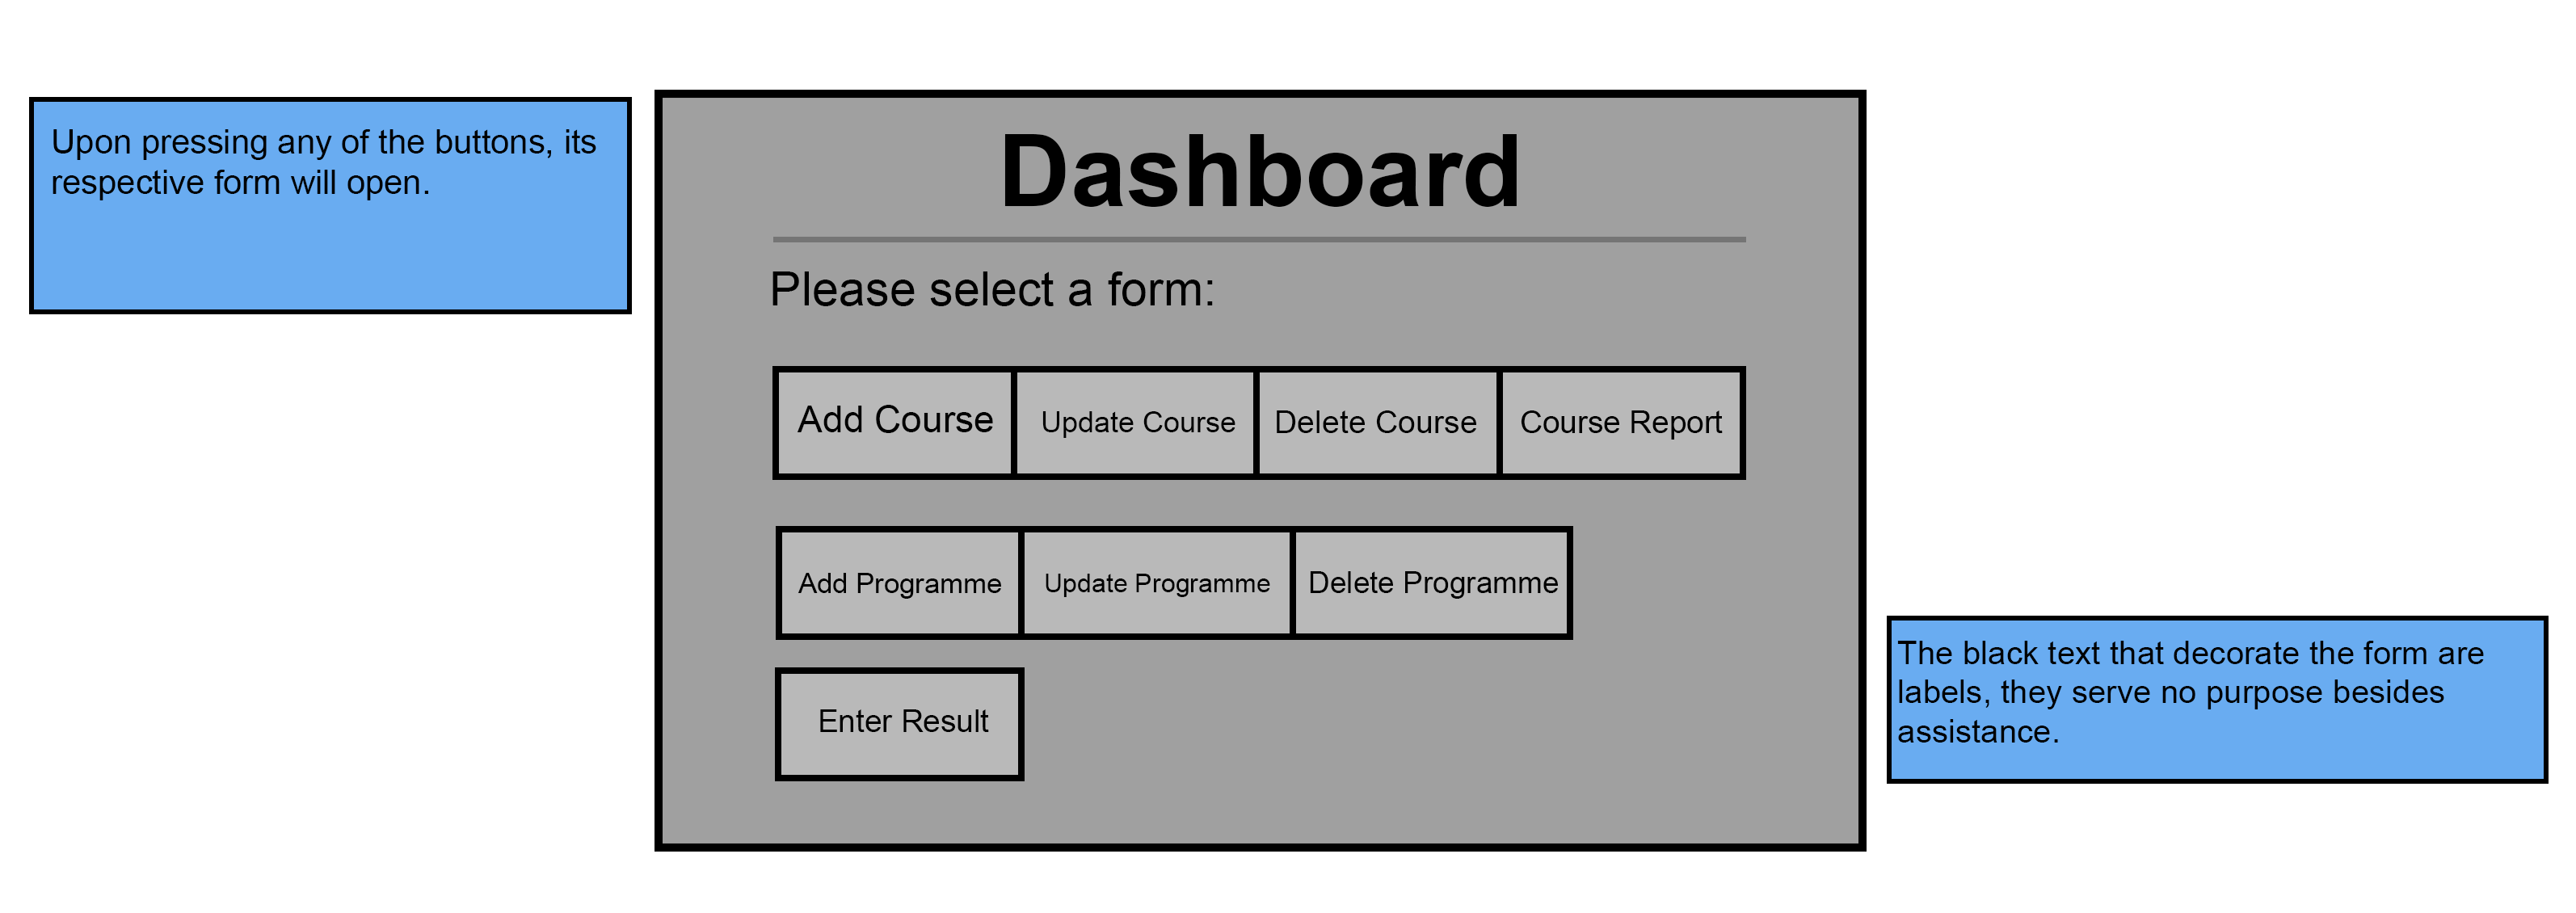 Upon pressing any of the buttons, its
respective form will open.
Dashboard
Please select a form:
Add Course
Update Course
Delete Course
Course Report
Add Programme
Update Programme
Delete Programme
Enter Result
The black text that decorate the form are
labels, they serve no purpose besides
assistance.